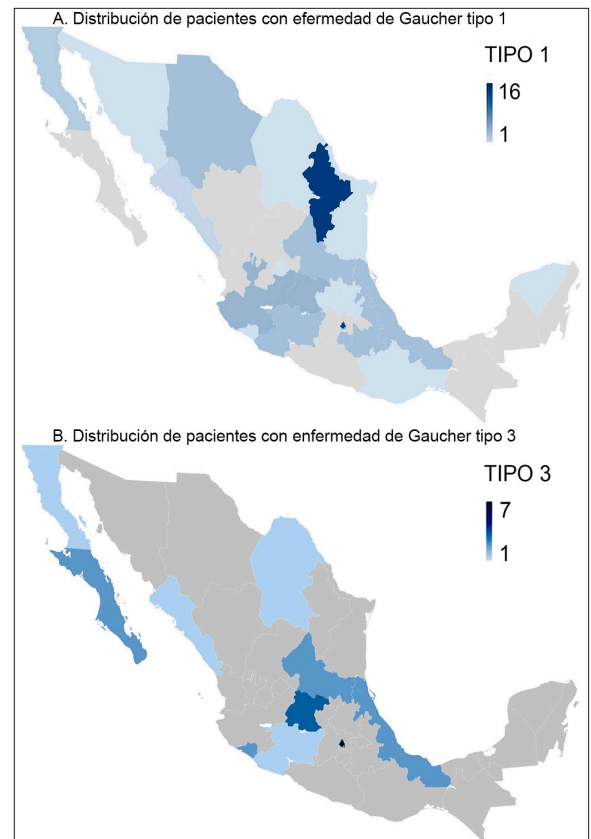 A. Distribución de pacientes con efermedad de Gaucher tipo 1
TIPO 1
16
1
B. Distribución de pacientes con enfermedad de Gaucher tipo 3
TIPO 3
7
1